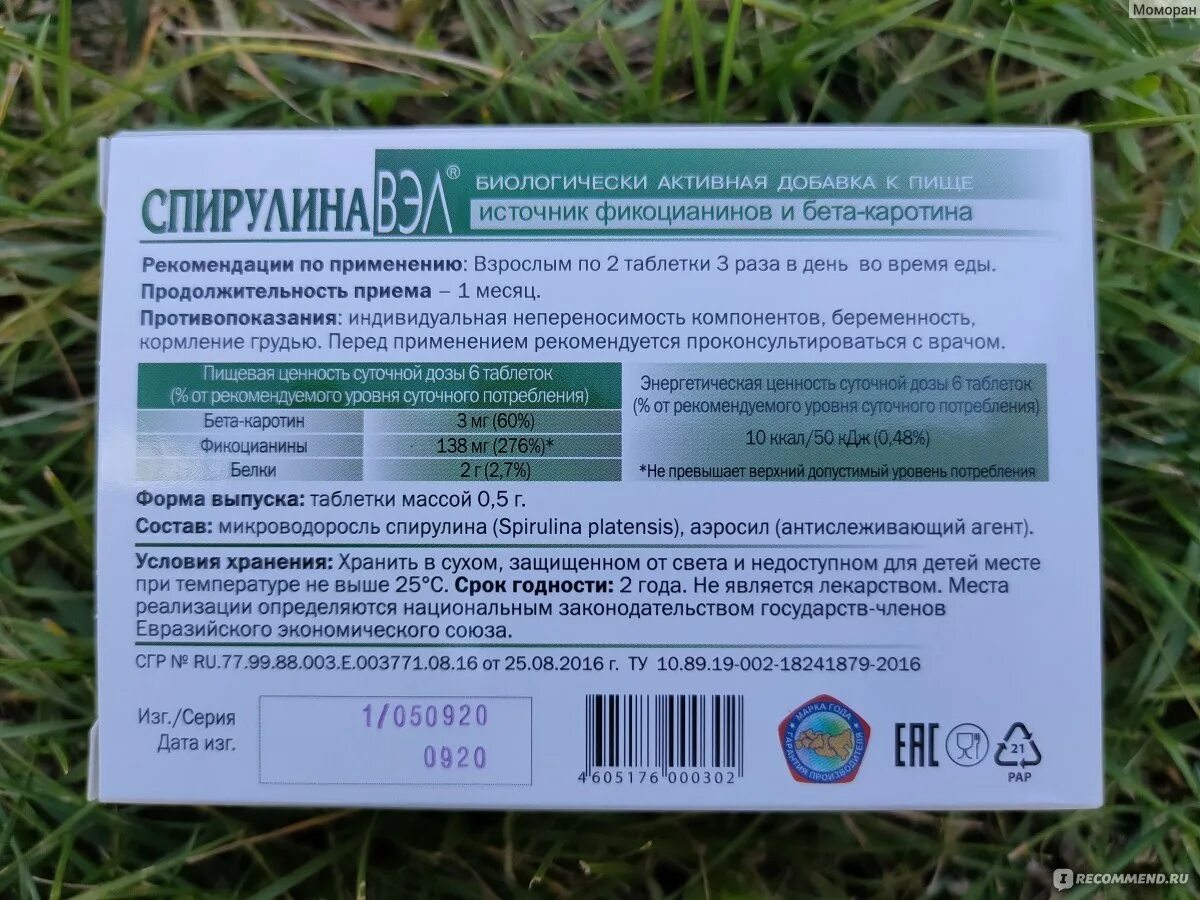 Моморан
СПИРУЛИНАВЭЛ® БИОЛОГИЧЕСКИ АКТИВНАЯ ДОБАВКА К ПИЩЕ
ИСТОЧНИК ФИКОЦИАНИНОВ И БЕТА-КАРОТИНА
Рекомендации по применению: Взрослым по 2 таблетки 3 раза в день во время еды.
Продолжительность приема – 1 месяц.
Противопоказания: индивидуальная непереносимость компонентов, беременность,
кормление грудью. Перед применением рекомендуется проконсультироваться с врачом.
Пищевая ценность суточной дозы 6 таблеток
(% от рекомендуемого уровня суточного потребления)
Бета-каротин 3 мг (60%)
Фикоцианины 138 мг (276%)*
Белки 2 г (2,7%)
Энергетическая ценность суточной дозы 6 таблеток
(% от рекомендуемого уровня суточного потребления)
10 ккал/50 кДж (0,48%)
*Не превышает верхний допустимый уровень потребления
Форма выпуска: таблетки массой 0,5 г.
Состав: микроводоросль спирулина (Spirulina platensis), аэросил (антислеживающий агент).
Условия хранения: Хранить в сухом, защищенном от света и недоступном для детей месте
при температуре не выше 25°С. Срок годности: 2 года. Не является лекарством. Места
реализации определяются национальным законодательством государств-членов
Евразийского экономического союза.
СГР № RU.77.99.88.003.Е.003771.08.16 от 25.08.2016 г. ТУ 10.89.19-002-18241879-2016
Изг./Серия 1/050920
Дата изг. 0920
4605176000302
МАРКА ГОДА
ГАРАНТИЯ ПРОИЗВОДИТЕЛЯ
EAC
21
PAP
IRECOMMEND.RU